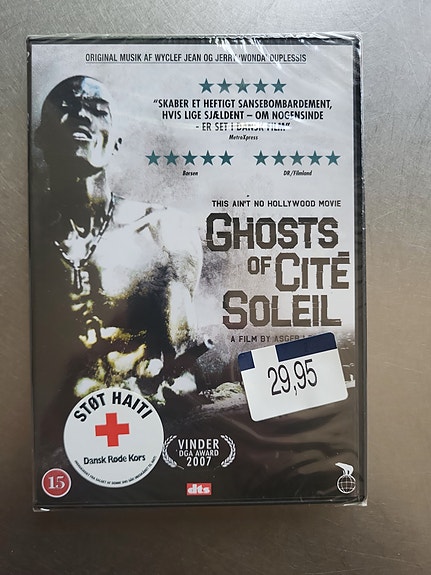 ORIGINAL MUSIK AF WYCLEF JEAN OG JERRY 'WONDA' DUPLESSIS
"SKABER ET HEFTIGT SANSEBOMBARDEMENT,
HVIS LIGE SJÆLDENT – OM NOGENSINDE
- ER SET I DANSK FILM"
MetroXpress
Børsen
DR/Filmland
THIS AIN'T NO HOLLYWOOD MOVIE
GHOSTS
OF CITÉ
SOLEIL
A FILM BY ASGER
29,95
STØT HAITI
Dansk Røde Kors
VINDER
DGA AWARD
2007
15
dts